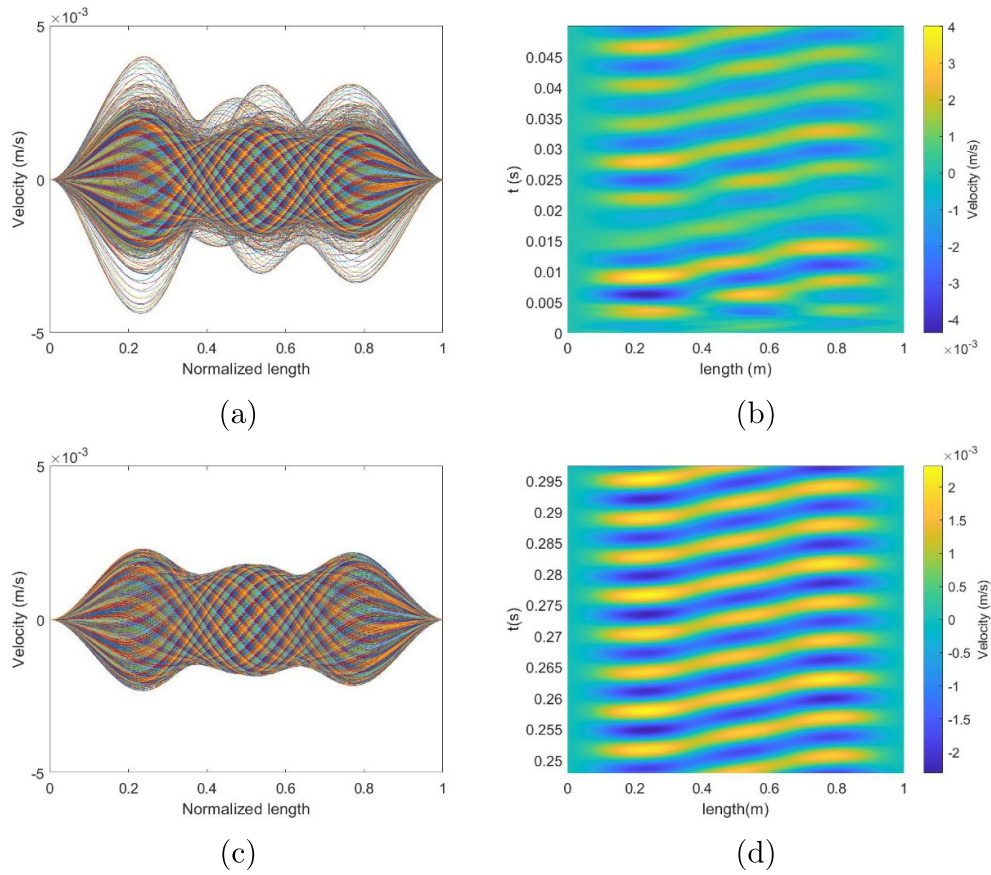 ×10⁻³
5
0
-5
Velocity (m/s)
0 0.2 0.4 0.6 0.8 1
Normalized length
(a)
0.045
0.04
0.035
0.03
0.025
0.02
0.015
0.01
0.005
0
t (s)
0 0.2 0.4 0.6 0.8 1
length (m)
4
3
2
1
0
-1
-2
-3
-4
×10⁻³
Velocity (m/s)
(b)
×10⁻³
5
0
-5
Velocity (m/s)
0 0.2 0.4 0.6 0.8 1
Normalized length
(c)
0.295
0.29
0.285
0.28
0.275
0.27
0.265
0.26
0.255
0.25
t(s)
0 0.2 0.4 0.6 0.8 1
length(m)
×10⁻³
2
1.5
1
0.5
0
-0.5
-1
-1.5
-2
Velocity (m/s)
(d)